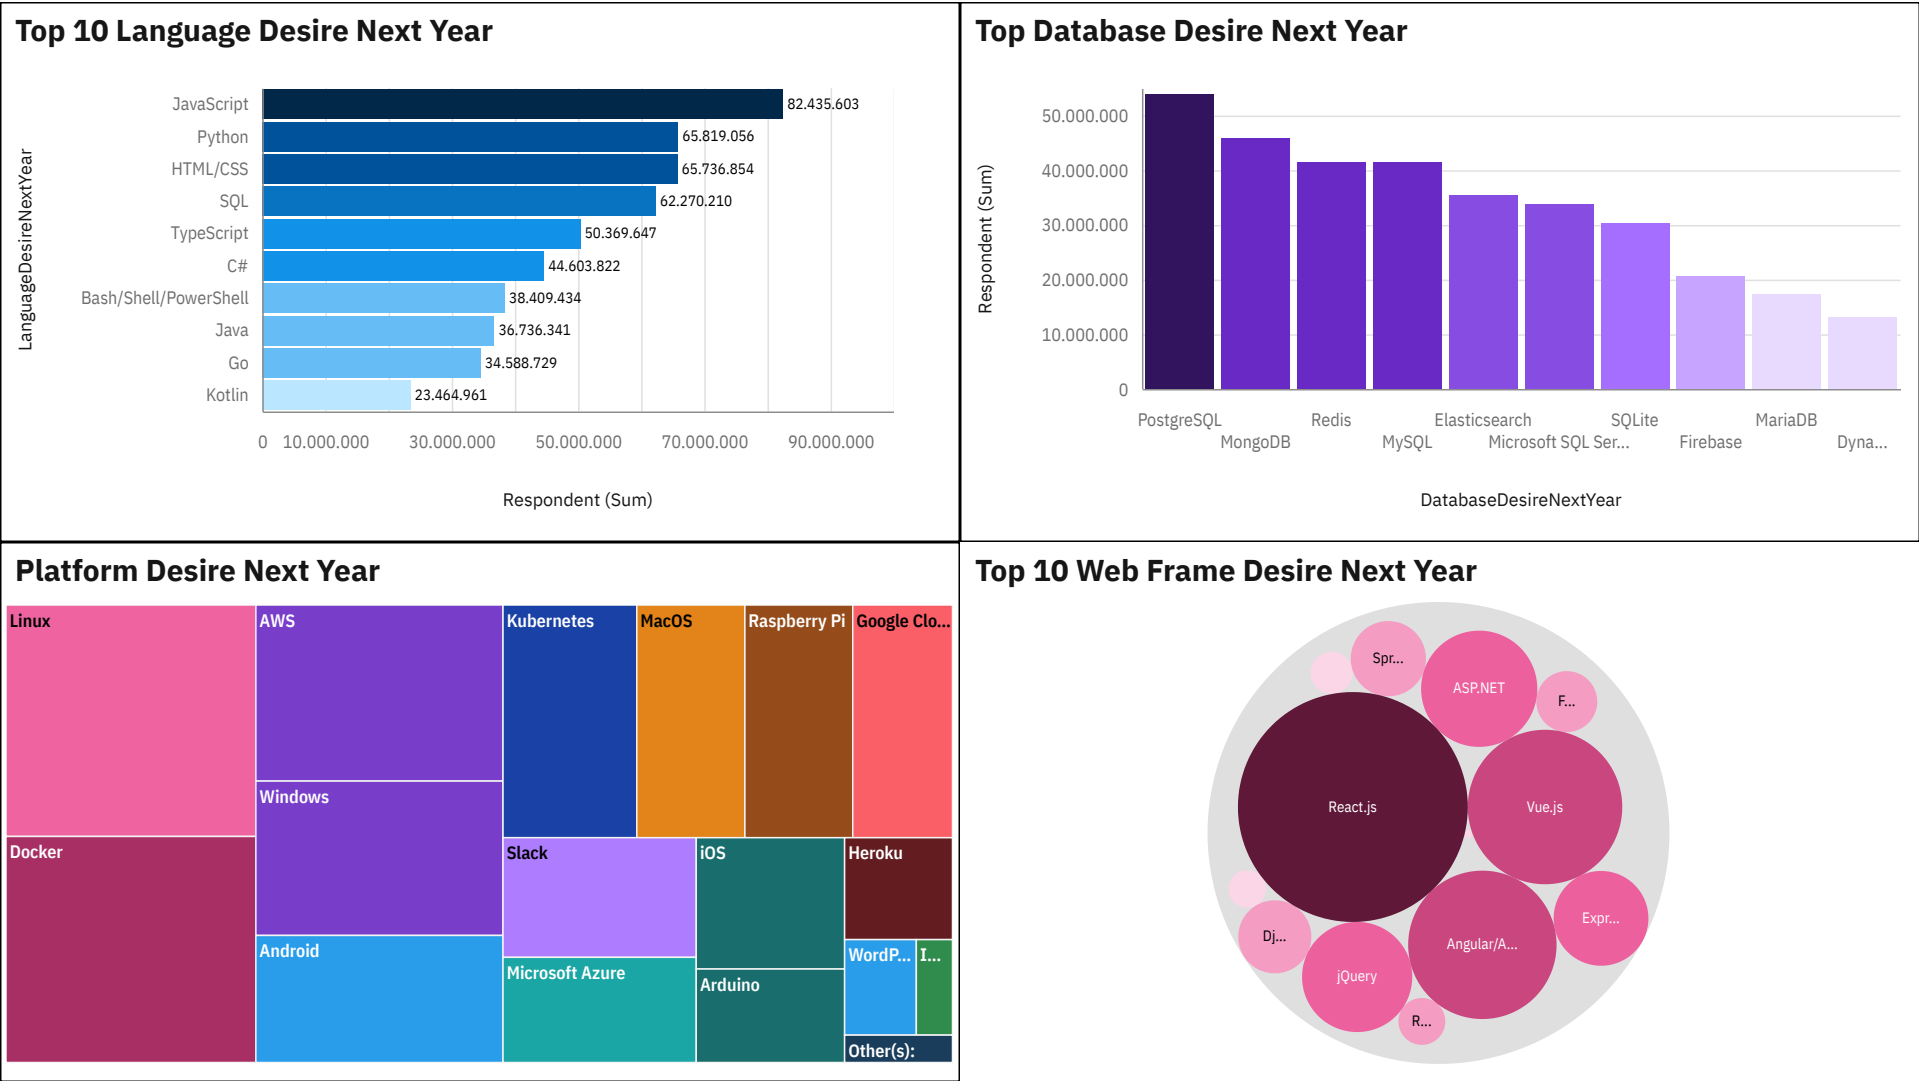 Top 10 Language Desire Next Year
LanguageDesireNextYear
JavaScript 82.435.603
Python 65.819.056
HTML/CSS 65.736.854
SQL 62.270.210
TypeScript 50.369.647
C# 44.603.822
Bash/Shell/PowerShell 38.409.434
Java 36.736.341
Go 34.588.729
Kotlin 23.464.961
0 10.000.000 30.000.000 50.000.000 70.000.000 90.000.000
Respondent (Sum)
Top Database Desire Next Year
Respondent (Sum)
50.000.000
40.000.000
30.000.000
20.000.000
10.000.000
0
PostgreSQL Redis Elasticsearch SQLite MariaDB
MongoDB MySQL Microsoft SQL Ser... Firebase Dyna...
DatabaseDesireNextYear
Platform Desire Next Year
Linux AWS Kubernetes MacOS Raspberry Pi Google Clo...
Windows
Docker Slack iOS Heroku
Android WordP... I...
Microsoft Azure Arduino
Other(s):
Top 10 Web Frame Desire Next Year
Spr...
ASP.NET
F...
React.js Vue.js
Expr...
Dj... Angular/A...
jQuery
R...